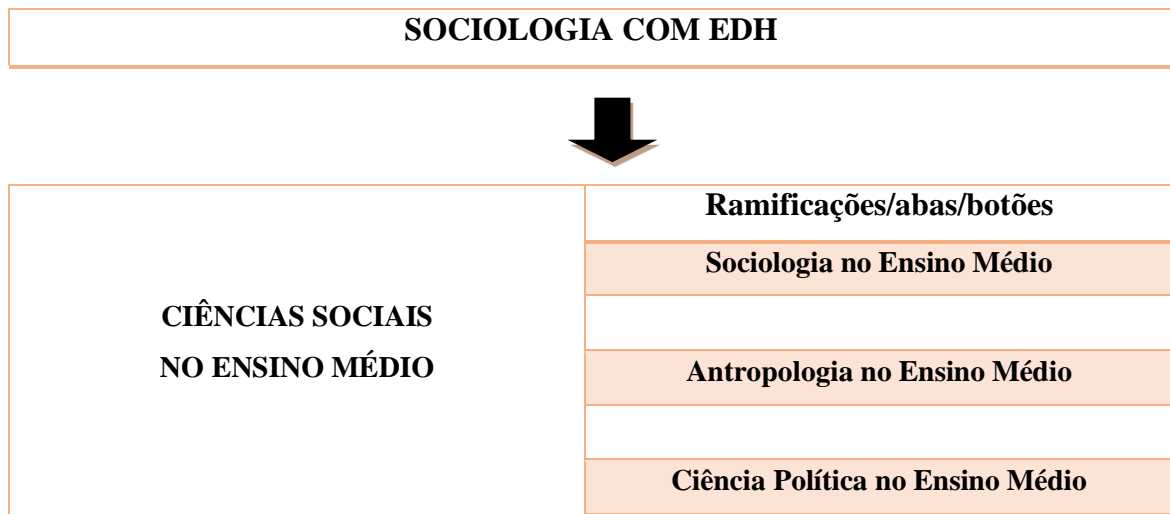 SOCIOLOGIA COM EDH
CIÊNCIAS SOCIAIS
NO ENSINO MÉDIO
Ramificações/abas/botões
Sociologia no Ensino Médio
Antropologia no Ensino Médio
Ciência Política no Ensino Médio